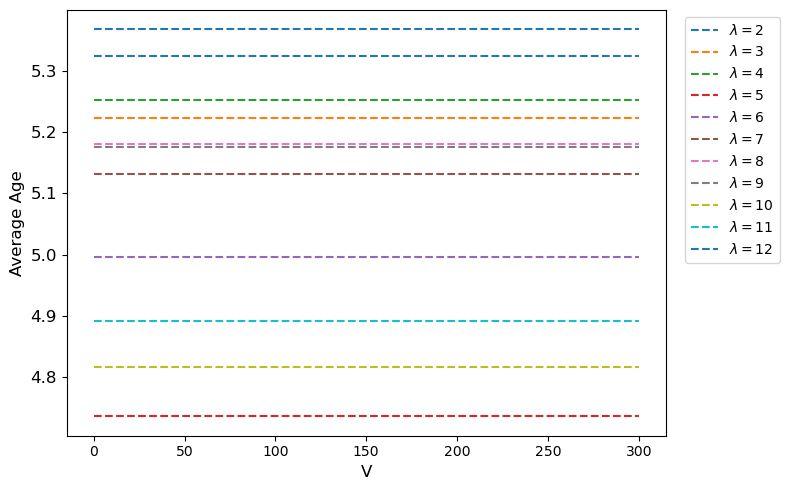 5.3
5.2
5.1
5.0
4.9
4.8
Average Age
0 50 100 150 200 250 300
V
λ = 2
λ = 3
λ = 4
λ = 5
λ = 6
λ = 7
λ = 8
λ = 9
λ = 10
λ = 11
λ = 12